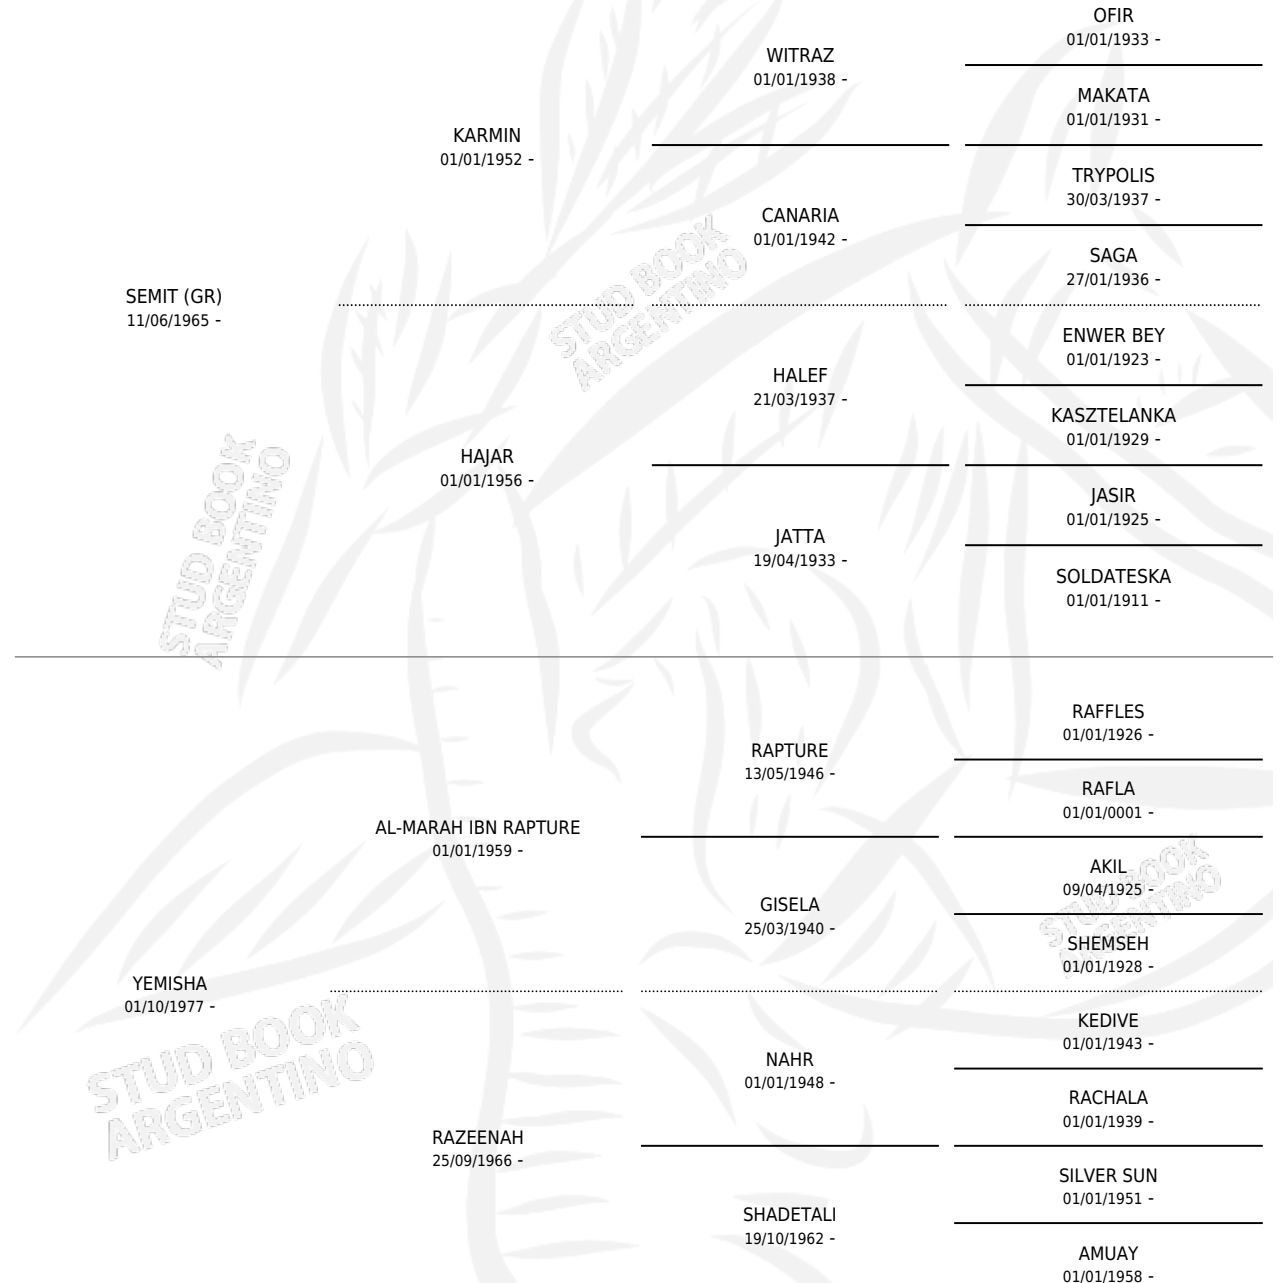 OFIR
01/01/1933 -
WITRAZ
01/01/1938 -
MAKATA
01/01/1931 -
KARMIN
01/01/1952 -
TRYPOLIS
30/03/1937 -
CANARIA
01/01/1942 -
SAGA
27/01/1936 -
SEMIT (GR)
11/06/1965 -
ENWER BEY
01/01/1923 -
HALEF
21/03/1937 -
KASZTELANKA
01/01/1929 -
HAJAR
01/01/1956 -
JASIR
01/01/1925 -
JATTA
19/04/1933 -
SOLDATESKA
01/01/1911 -
RAFFLES
01/01/1926 -
RAPTURE
13/05/1946 -
RAFLA
01/01/0001 -
AL-MARAH IBN RAPTURE
01/01/1959 -
AKIL
09/04/1925 -
GISELA
25/03/1940 -
SHEMSEH
01/01/1928 -
YEMISHA
01/10/1977 -
KEDIVE
01/01/1943 -
NAHR
01/01/1948 -
RACHALA
01/01/1939 -
RAZEENAH
25/09/1966 -
SILVER SUN
01/01/1951 -
SHADETALI
19/10/1962 -
AMUAY
01/01/1958 -
STUD BOOK
ARGENTINO
STUD BOOK
ARGENTINO
STUD BOOK
ARGENTINO
STUD BOOK
ARGENTINO